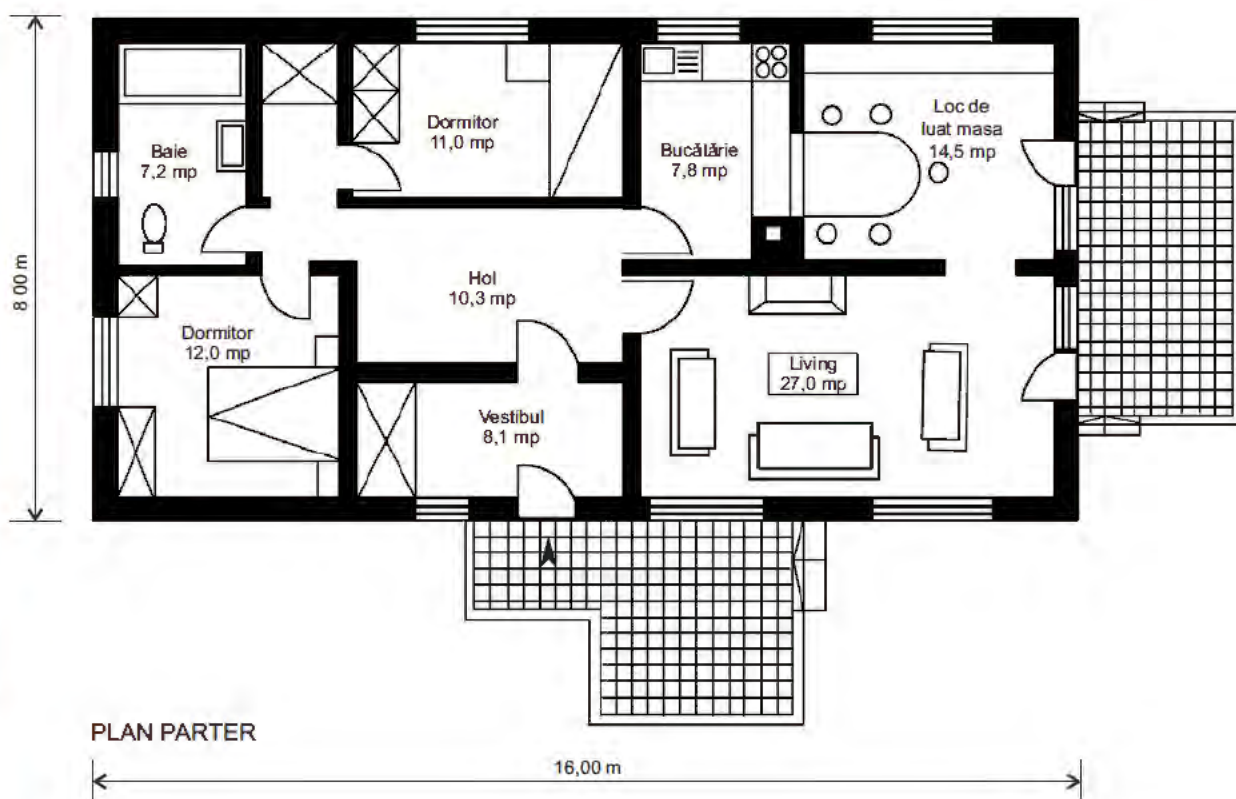 Dormitor
11,0 mp
Baie
7,2 mp
Bucălărie
7,8 mp
Loc de
luat masa
14,5 mp
8 00 m
Hol
10,3 mp
Dormitor
12,0 mp
Living
27,0 mp
Vestibul
8,1 mp
PLAN PARTER
16,00 m